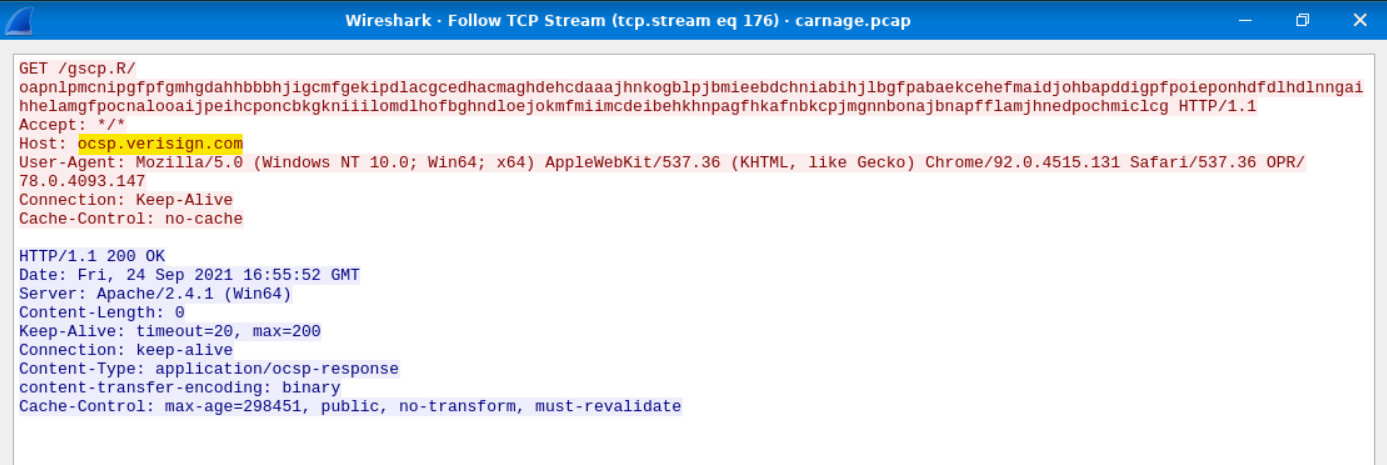 Wireshark · Follow TCP Stream (tcp.stream eq 176) · carnage.pcap
GET /gscp.R/
oapnlpmcnipgfpfgmhgdahhbbbbhjigcmfgekipdlacgcedhacmaghdehcdaaajhnkogblpjbmieebdchniabihjlbgfpabaekcehefmaidjohbapddigpfpoieponhdfdlhdlnngai
hhelamgfpocnalooaijpeihcponcbkgkniiilomdlhofbghndloejokmfmiimcdeibehkhnpagfhkafnbkcpjmgnnbonajbnapfflamjhnedpochmiclcg HTTP/1.1
Accept: */*
Host: ocsp.verisign.com
User-Agent: Mozilla/5.0 (Windows NT 10.0; Win64; x64) AppleWebKit/537.36 (KHTML, like Gecko) Chrome/92.0.4515.131 Safari/537.36 OPR/
78.0.4093.147
Connection: Keep-Alive
Cache-Control: no-cache
HTTP/1.1 200 OK
Date: Fri, 24 Sep 2021 16:55:52 GMT
Server: Apache/2.4.1 (Win64)
Content-Length: 0
Keep-Alive: timeout=20, max=200
Connection: keep-alive
Content-Type: application/ocsp-response
content-transfer-encoding: binary
Cache-Control: max-age=298451, public, no-transform, must-revalidate